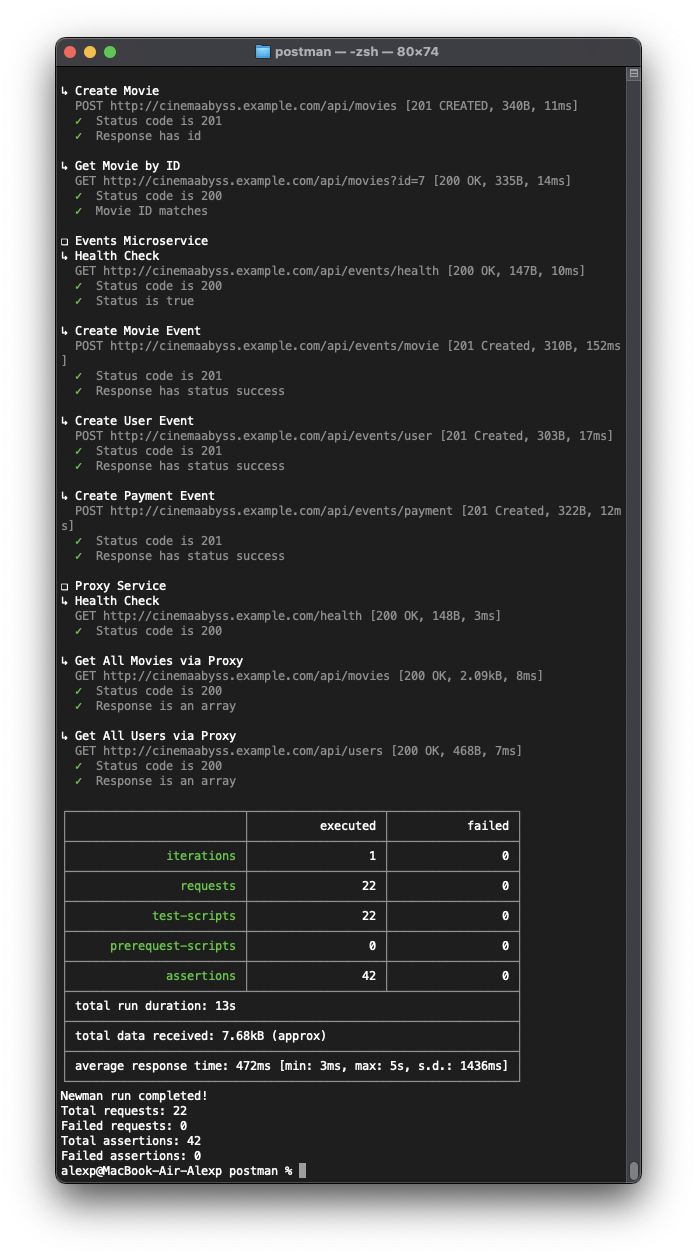 postman — -zsh — 80×74
↳ Create Movie
POST http://cinemaabyss.example.com/api/movies [201 CREATED, 340B, 11ms]
✓ Status code is 201
✓ Response has id
↳ Get Movie by ID
GET http://cinemaabyss.example.com/api/movies?id=7 [200 OK, 335B, 14ms]
✓ Status code is 200
✓ Movie ID matches
❏ Events Microservice
↳ Health Check
GET http://cinemaabyss.example.com/api/events/health [200 OK, 147B, 10ms]
✓ Status code is 200
✓ Status is true
↳ Create Movie Event
POST http://cinemaabyss.example.com/api/events/movie [201 Created, 310B, 152ms
]
✓ Status code is 201
✓ Response has status success
↳ Create User Event
POST http://cinemaabyss.example.com/api/events/user [201 Created, 303B, 17ms]
✓ Status code is 201
✓ Response has status success
↳ Create Payment Event
POST http://cinemaabyss.example.com/api/events/payment [201 Created, 322B, 12m
s]
✓ Status code is 201
✓ Response has status success
❏ Proxy Service
↳ Health Check
GET http://cinemaabyss.example.com/health [200 OK, 148B, 3ms]
✓ Status code is 200
↳ Get All Movies via Proxy
GET http://cinemaabyss.example.com/api/movies [200 OK, 2.09kB, 8ms]
✓ Status code is 200
✓ Response is an array
↳ Get All Users via Proxy
GET http://cinemaabyss.example.com/api/users [200 OK, 468B, 7ms]
✓ Status code is 200
✓ Response is an array
executed failed
iterations 1 0
requests 22 0
test-scripts 22 0
prerequest-scripts 0 0
assertions 42 0
total run duration: 13s
total data received: 7.68kB (approx)
average response time: 472ms [min: 3ms, max: 5s, s.d.: 1436ms]
Newman run completed!
Total requests: 22
Failed requests: 0
Total assertions: 42
Failed assertions: 0
alexp@MacBook-Air-Alexp postman %